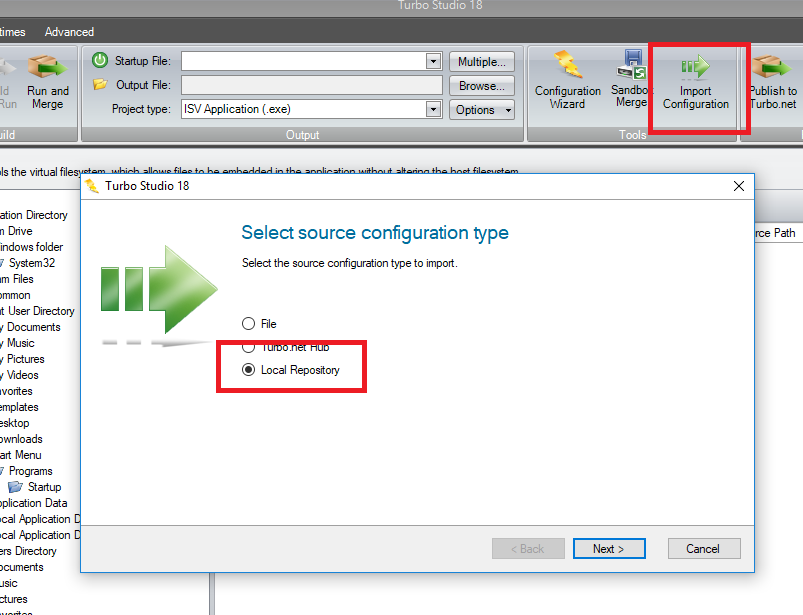 Turbo Studio 18
times Advanced
Startup File: Multiple...
Output File: Browse...
Project type: ISV Application (.exe) Options
ld Run
Run and Merge
Configuration Wizard
Sandbo Merge
Import Configuration
Publish to Turbo.net
uild Output Tools
ols the virtual filesystem, which allows files to be embedded in the application without altering the host filesystem
Turbo Studio 18
ation Directory
m Drive
indows folder
System32
am Files
ommon
nt User Directory
y Documents
y Music
y Pictures
y Videos
avorites
emplates
esktop
ownloads
art Menu
Programs
Startup
pplication Data
ocal Application D
ocal Application D
ers Directory
ocuments
usic
ctures
avorites
rce Path
Select source configuration type
Select the source configuration type to import.
File
Turbo.net Hub
Local Repository
< Back Next > Cancel